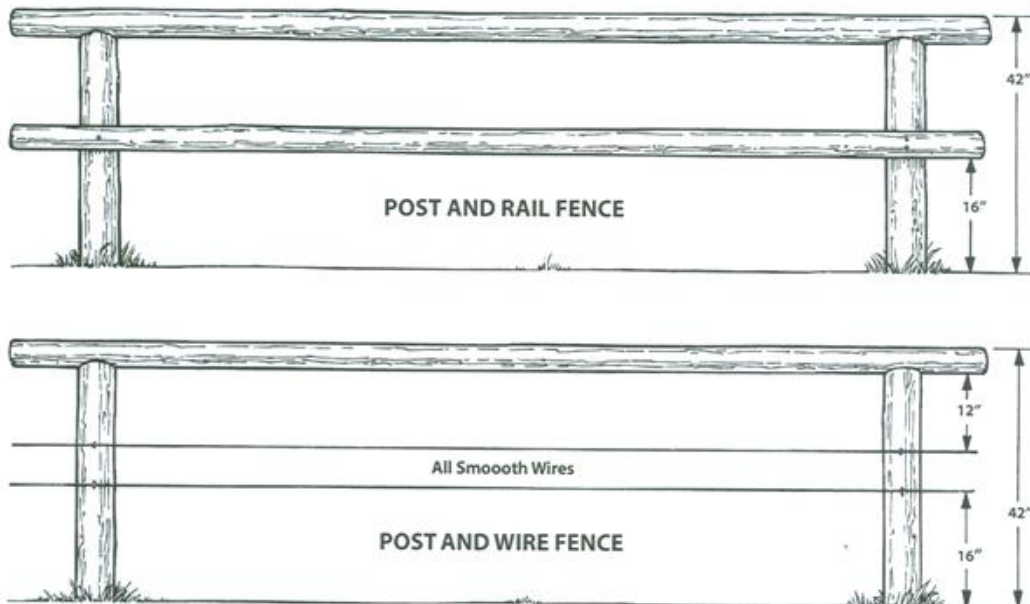 42"
POST AND RAIL FENCE
16"
12"
All Smoooth Wires
42"
POST AND WIRE FENCE
16"